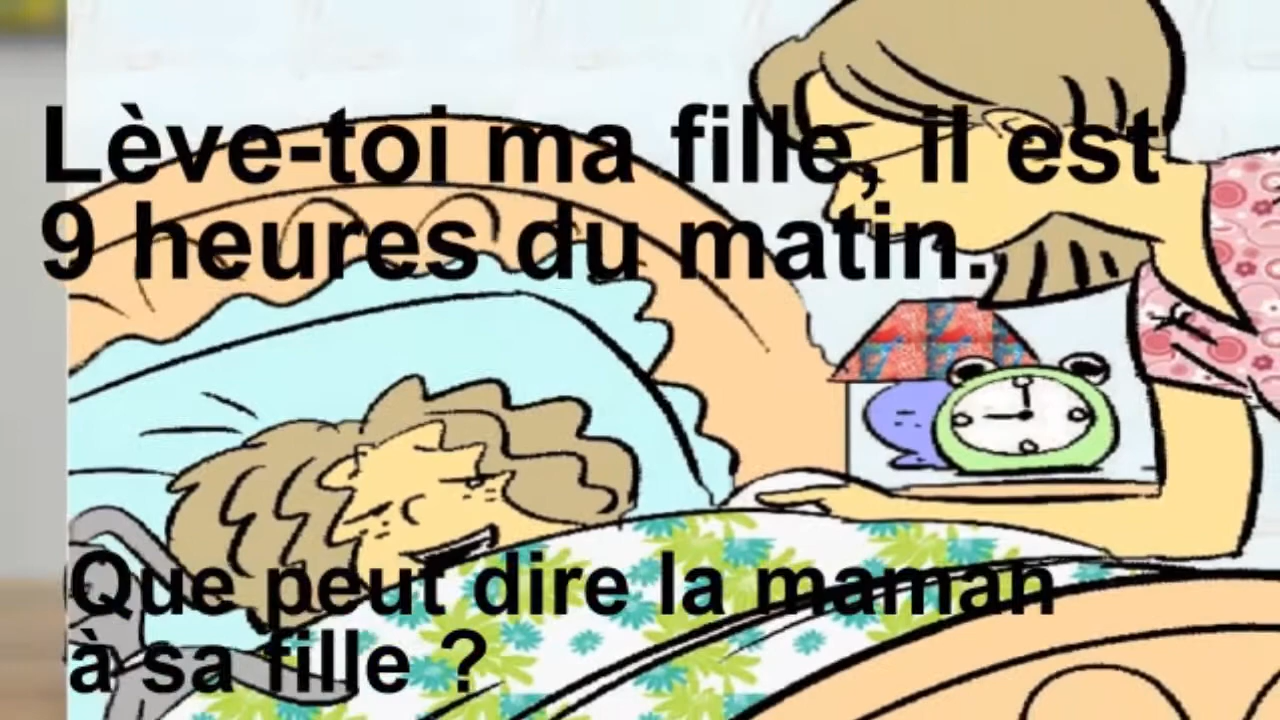 Lève-toi ma fille, il est
9 heures du matin.
Que peut dire la maman
à sa fille ?